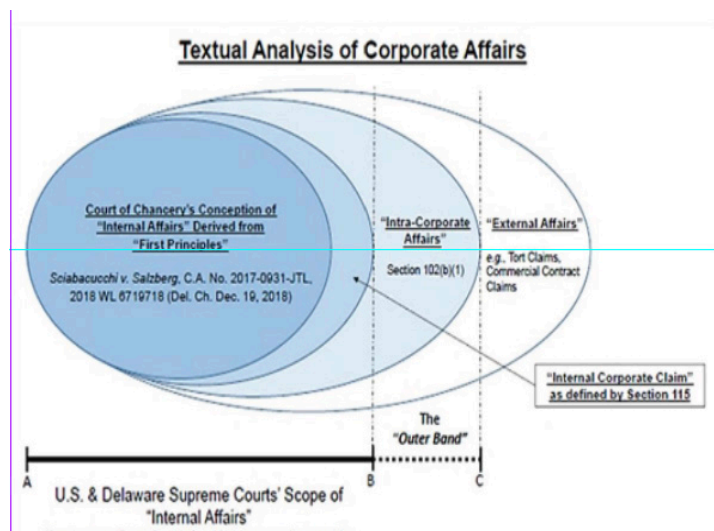 Textual Analysis of Corporate Affairs
Court of Chancery's Conception of
"Internal Affairs" Derived from
"First Principles"
Sciabacucchi v. Salzberg, C.A. No. 2017-0931-JTL,
2018 WL 6719718 (Del. Ch. Dec. 19, 2018)
"Intra-Corporate
Affairs"
Section 102(b)(1)
"External Affairs"
e.g., Tort Claims,
Commercial Contract
Claims
"Internal Corporate Claim"
as defined by Section 115
The
"Outer Band"
A
B
C
U.S. & Delaware Supreme Courts' Scope of
"Internal Affairs"